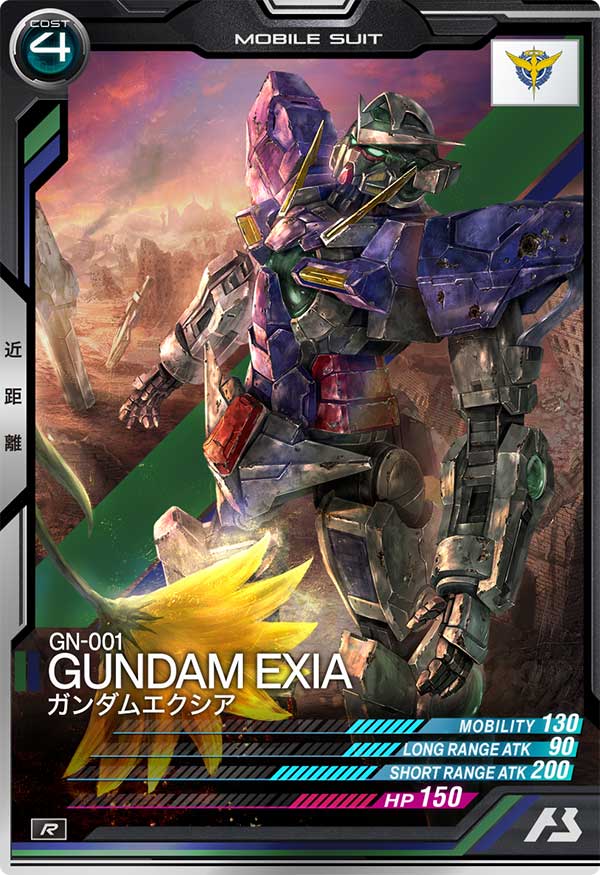 COST
4
MOBILE SUIT
近距離
GN-001
GUNDAM EXIA
ガンダムエクシア
MOBILITY 130
LONG RANGE ATK 90
SHORT RANGE ATK 200
HP 150
R